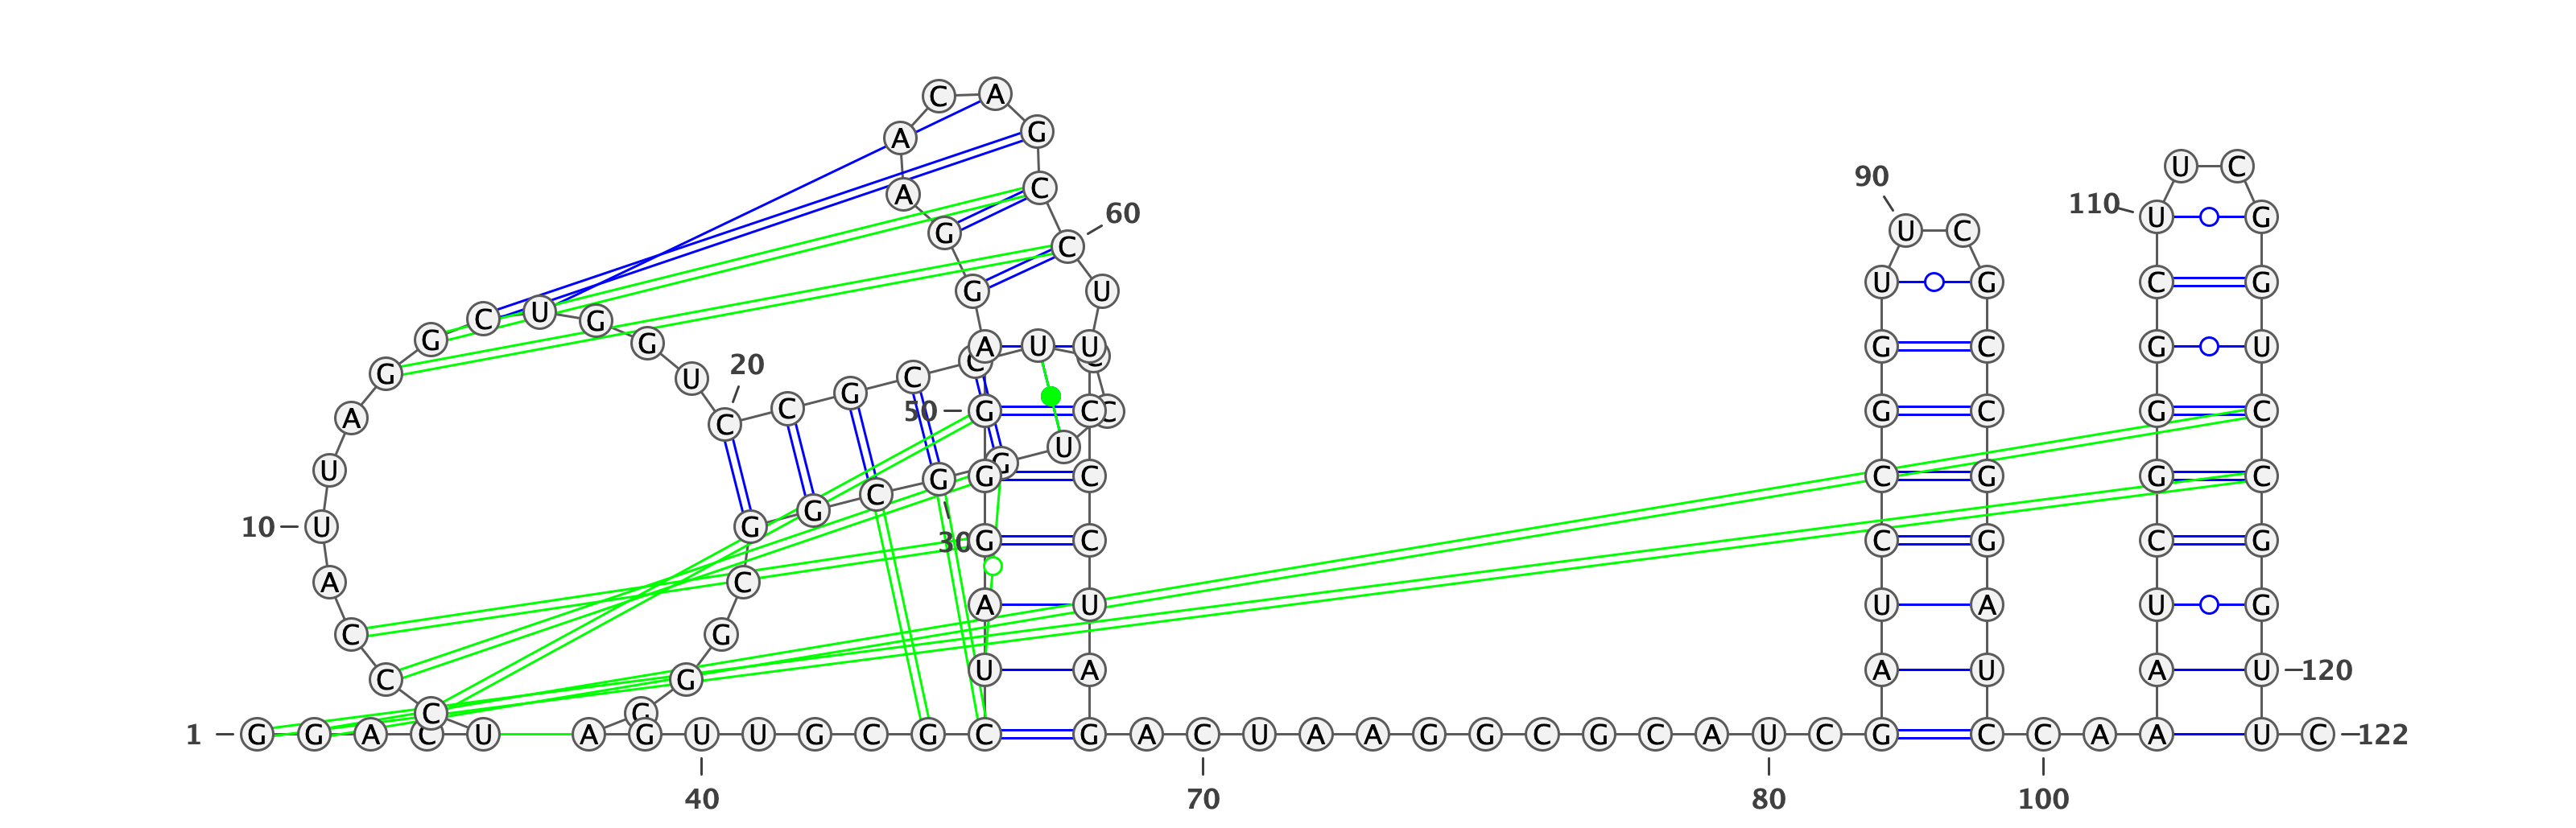 C A
A G
U C
90
A C
110 U G 60
G C U C
G U U G C G
C U G
G G A U U C G C G U
20
G U C C
A C C G C 50 G C C G C G C
U
U G C G G C C G G C
10 U G G 30 G C C G C G
A C
A U U A U G
C G
C G U A A U A U 120
C G
1 G G A C U A G U U G C G C G A C U A A G G C G C A U C G C C A A U C 122
40 70 80 100